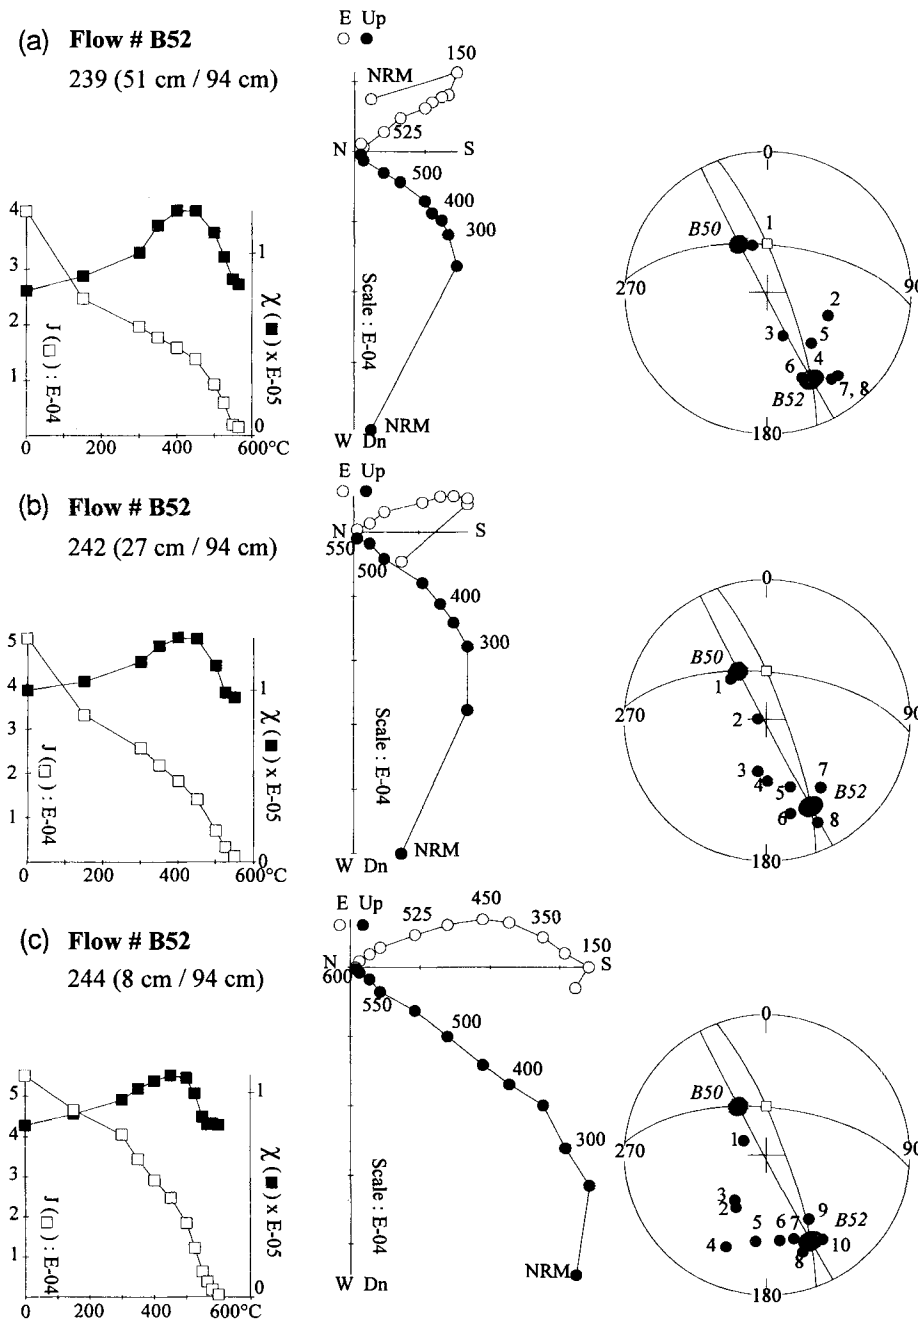 (a) Flow # B52
239 (51 cm / 94 cm)
E Up
150
NRM
525
N S
500
400
300
Scale : E-04
NRM
W Dn
4
3
2
1
J (□) : E-04
1
0
χ (■) x E-05
0 200 400 600°C
0
B50
1
270 90
2
3
5
4
6
B52
7, 8
180
(b) Flow # B52
242 (27 cm / 94 cm)
E Up
N S
550
500
400
300
Scale : E-04
NRM
W Dn
5
4
3
2
1
J (□) : E-04
1
0
χ (■) x E-05
0 200 400 600°C
0
B50
1
270 90
2
3
4
5
7
B52
6
8
180
(c) Flow # B52
244 (8 cm / 94 cm)
E Up
450
525
350
150
N S
600
550
500
400
300
Scale : E-04
NRM
W Dn
5
4
3
2
1
J (□) : E-04
1
0
χ (■) x E-05
0 200 400 600°C
0
B50
1
270 90
3
2
9
4
5
6
7
B52
8
10
180